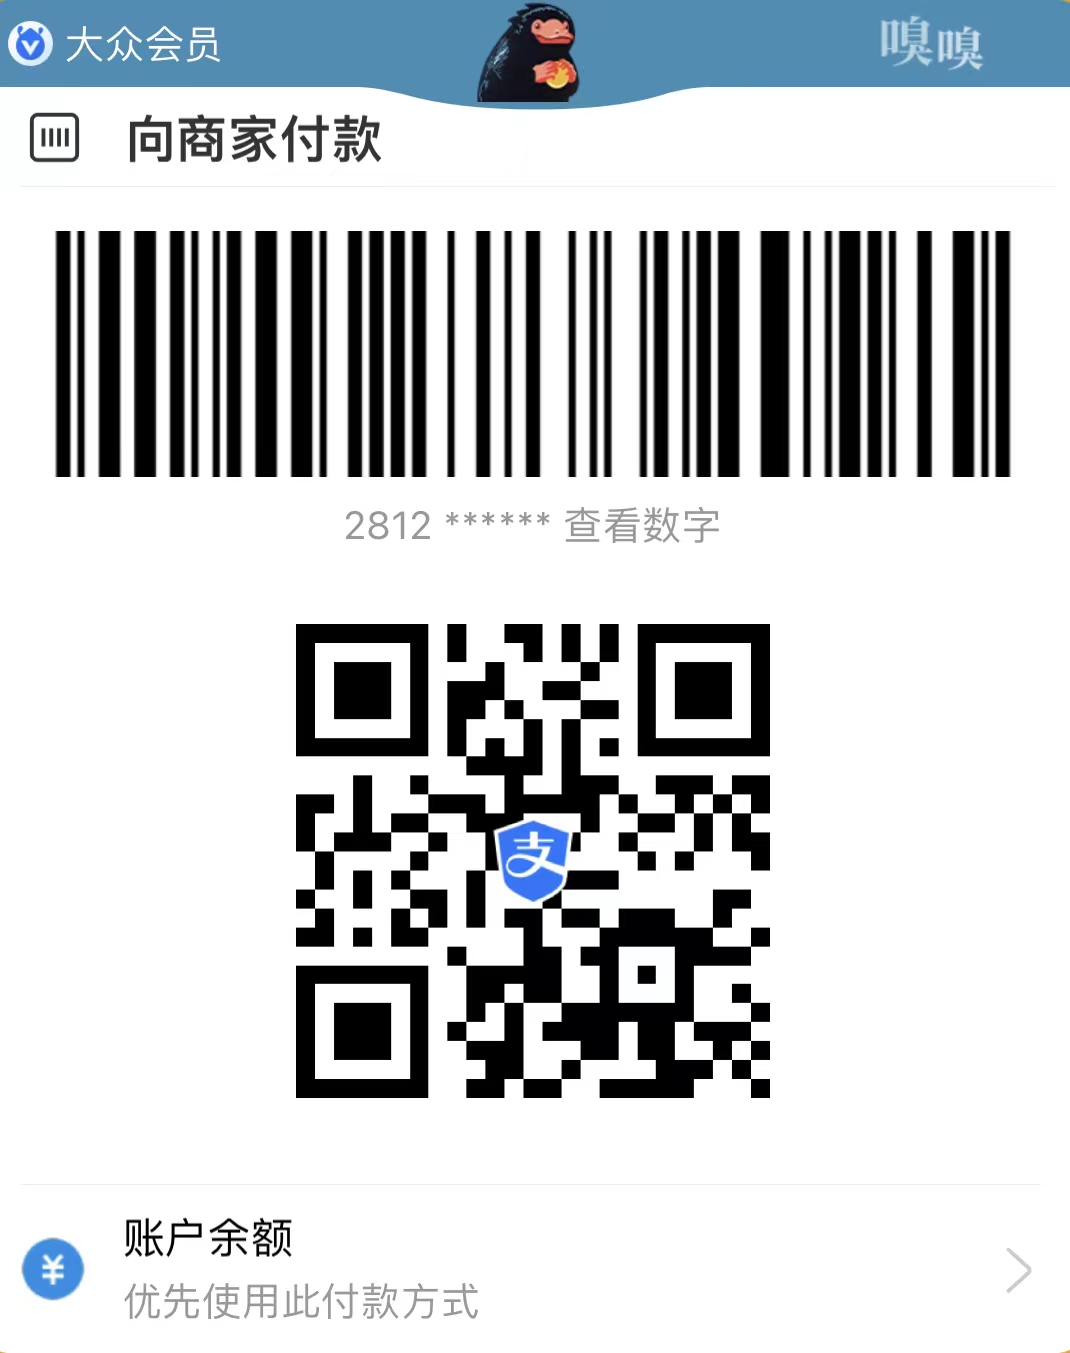 大众会员
嗅嗅
向商家付款
2812 ****** 查看数字
支
¥
账户余额
优先使用此付款方式